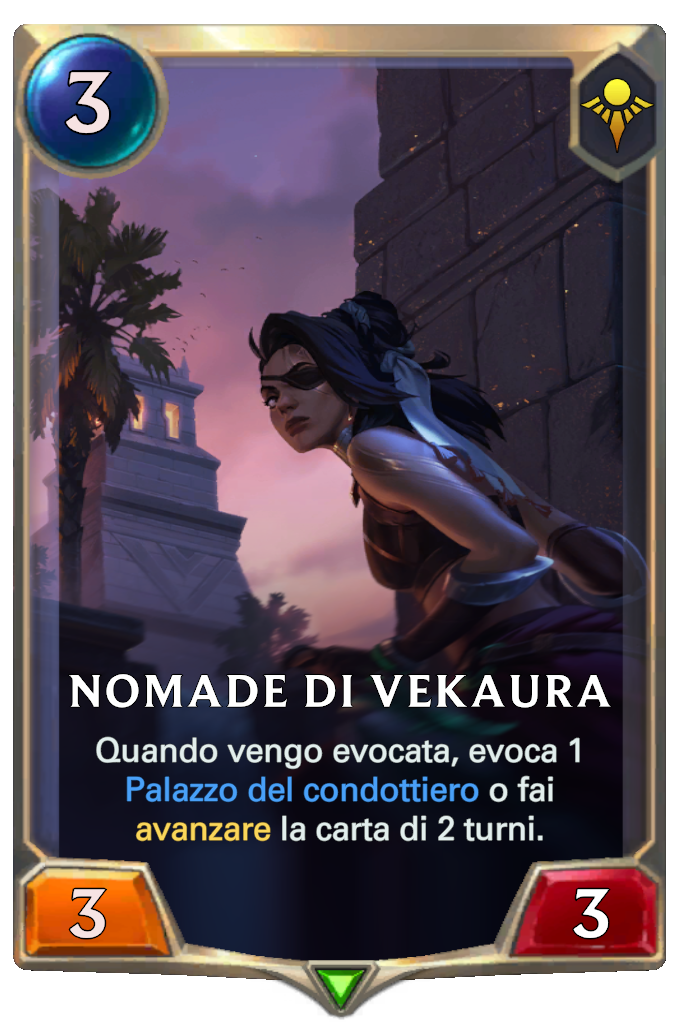 3
NOMADE DI VEKAURA
Quando vengo evocata, evoca 1
Palazzo del condottiero o fai
avanzare la carta di 2 turni.
3
3